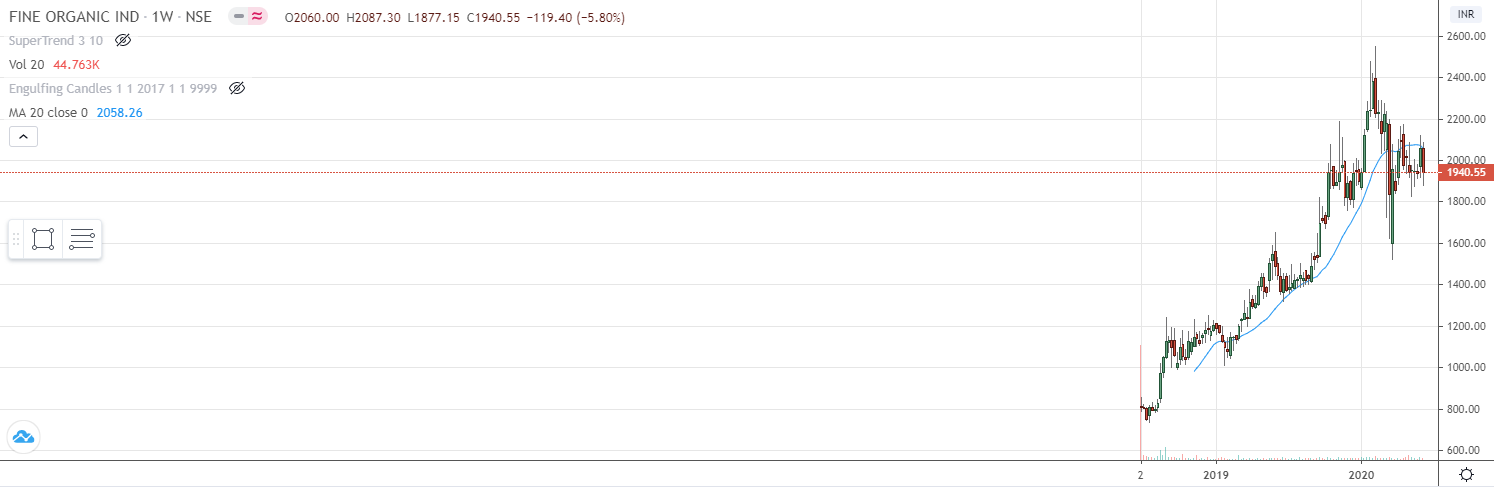 FINE ORGANIC IND · 1W · NSE O2060.00 H2087.30 L1877.15 C1940.55 −119.40 (−5.80%)
INR
SuperTrend 3 10
Vol 20 44.763K
Engulfing Candles 1 1 2017 1 1 9999
MA 20 close 0 2058.26
2600.00
2400.00
2200.00
2000.00
1940.55
1800.00
1600.00
1400.00
1200.00
1000.00
800.00
600.00
2 2019 2020